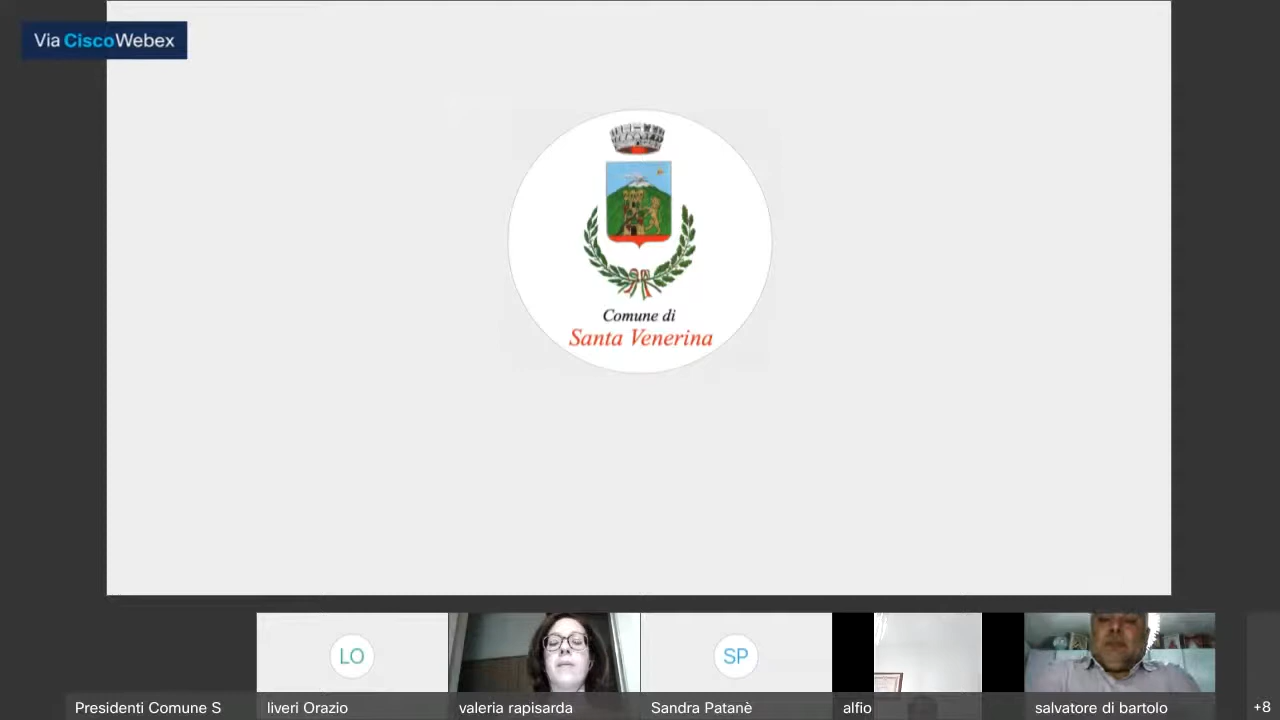 Via CiscoWebex
Comune di
Santa Venerina
LO
SP
Presidenti Comune S
liveri Orazio
valeria rapisarda
Sandra Patanè
alfio
salvatore di bartolo
+8